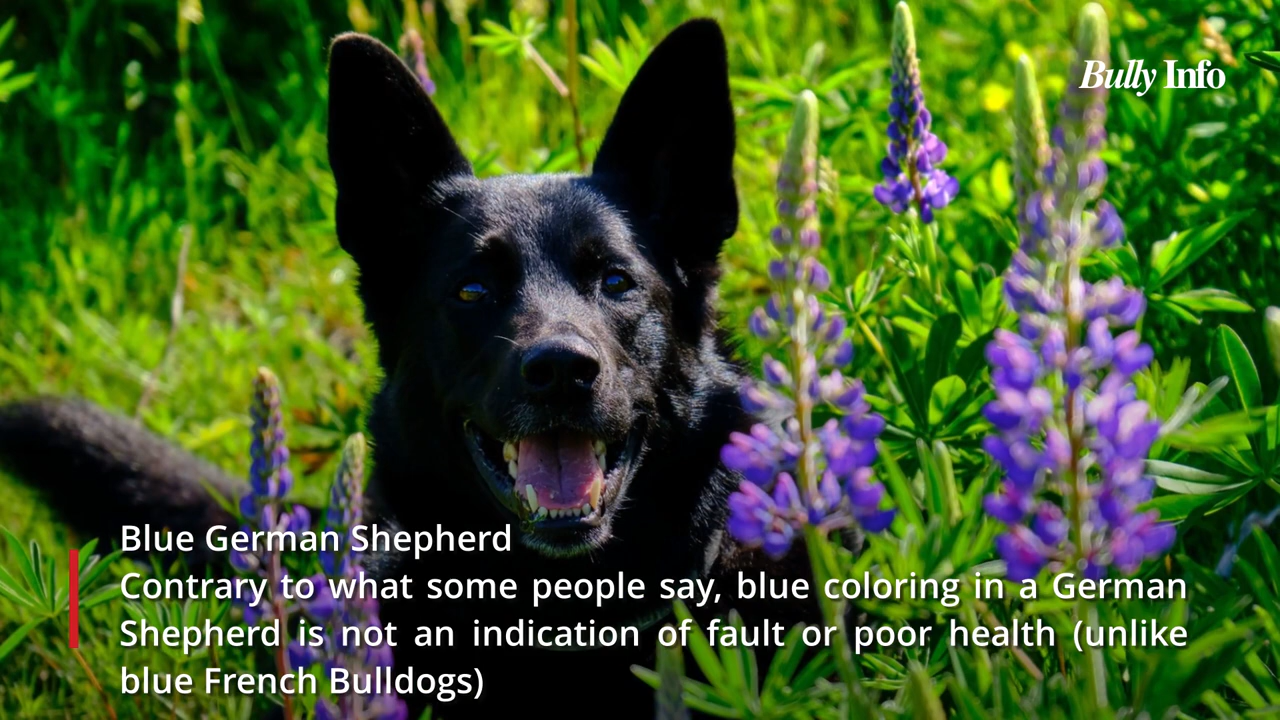 Bully Info
Blue German Shepherd
Contrary to what some people say, blue coloring in a German
Shepherd is not an indication of fault or poor health (unlike
blue French Bulldogs)